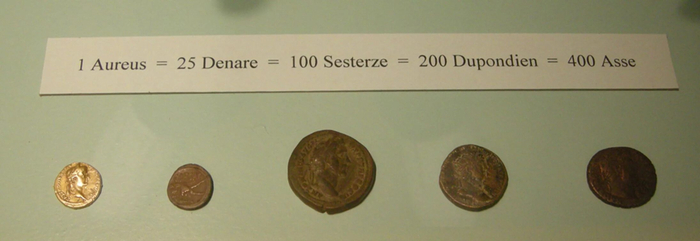 1 Aureus = 25 Denare = 100 Sesterze = 200 Dupondien = 400 Asse